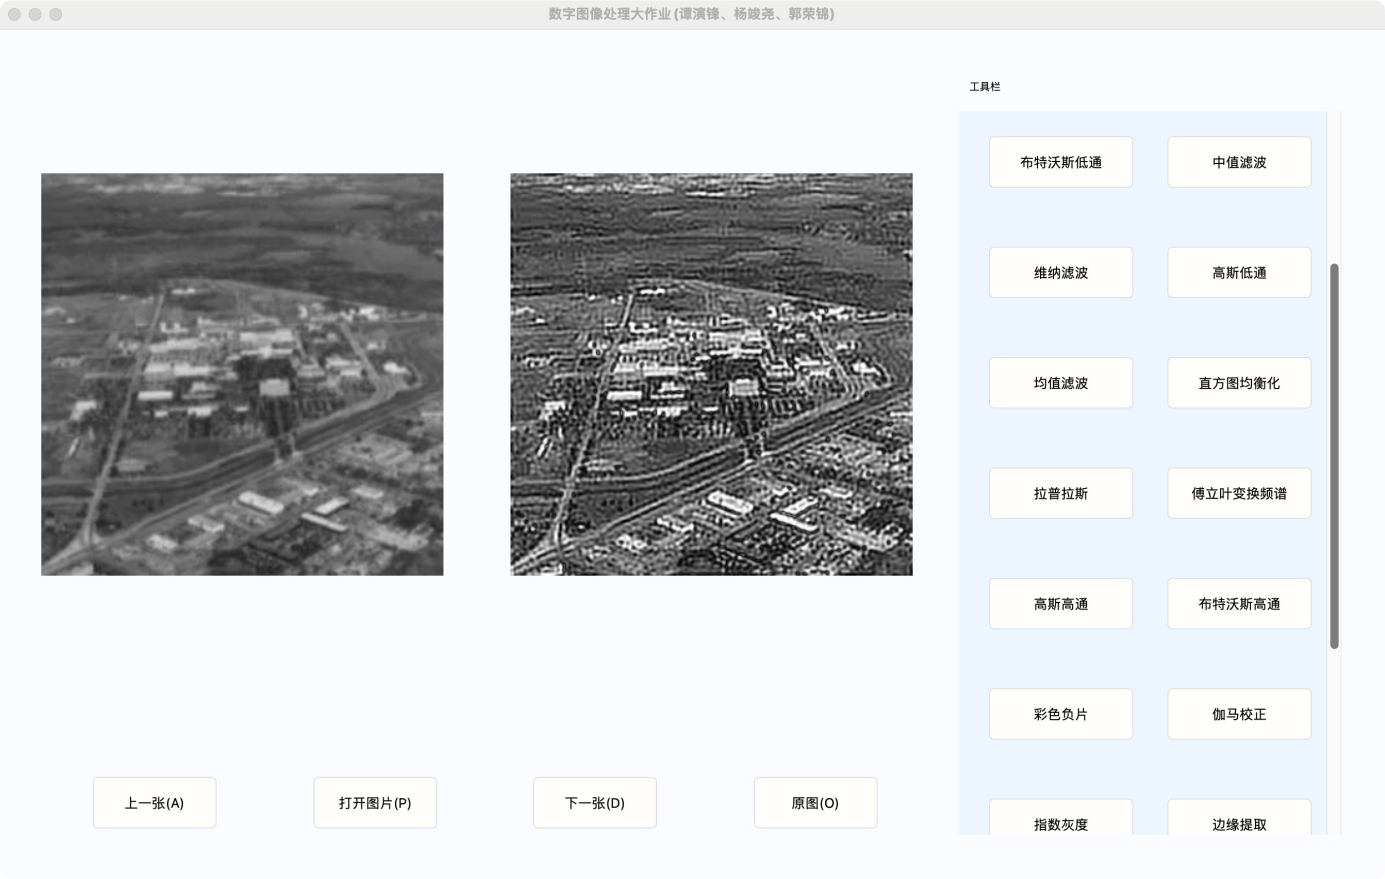 数字图像处理大作业(谭演锋、杨竣尧、郭荣锦)
工具栏
布特沃斯低通 中值滤波
维纳滤波 高斯低通
均值滤波 直方图均衡化
拉普拉斯 傅立叶变换频谱
高斯高通 布特沃斯高通
彩色负片 伽马校正
指数灰度 边缘提取
上一张(A) 打开图片(P) 下一张(D) 原图(O)